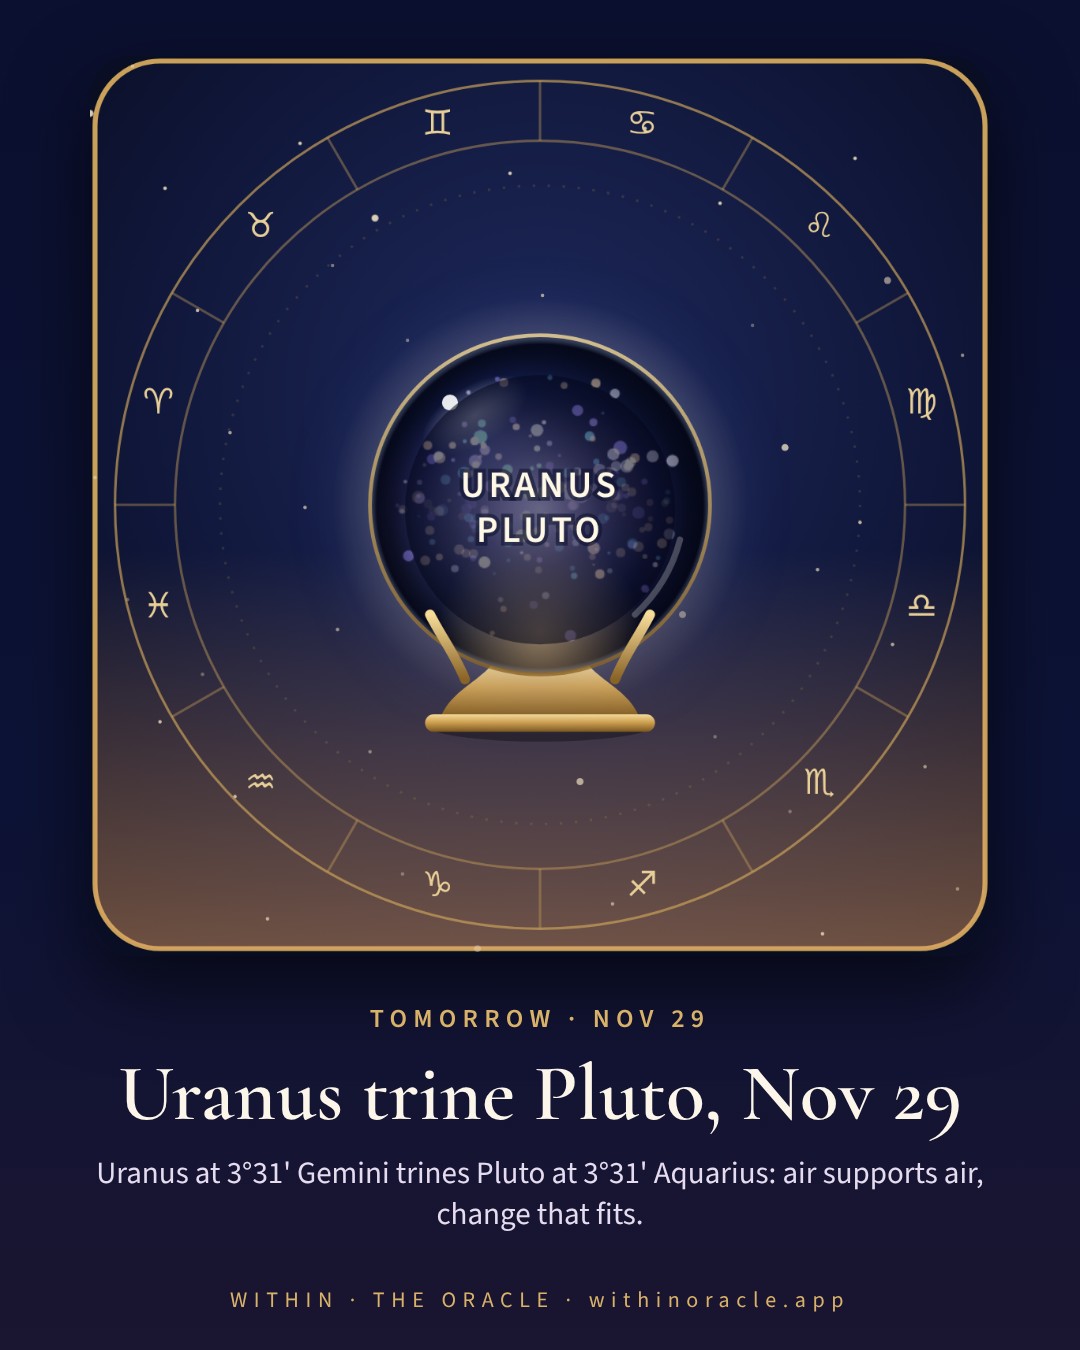 ♊ ♋
♉ ♌
♈ ♍
URANUS
PLUTO
♓ ♎
♒ ♏
♑ ♐
TOMORROW · NOV 29
Uranus trine Pluto, Nov 29
Uranus at 3°31' Gemini trines Pluto at 3°31' Aquarius: air supports air,
change that fits.
WITHIN · THE ORACLE · withinoracle.app